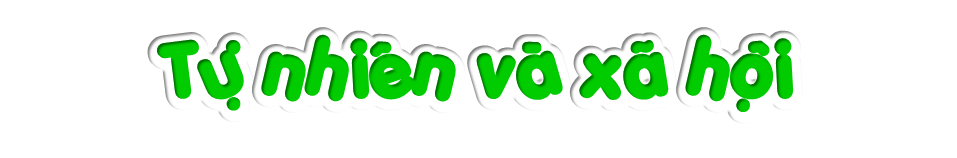 Tự nhiên và xã hội